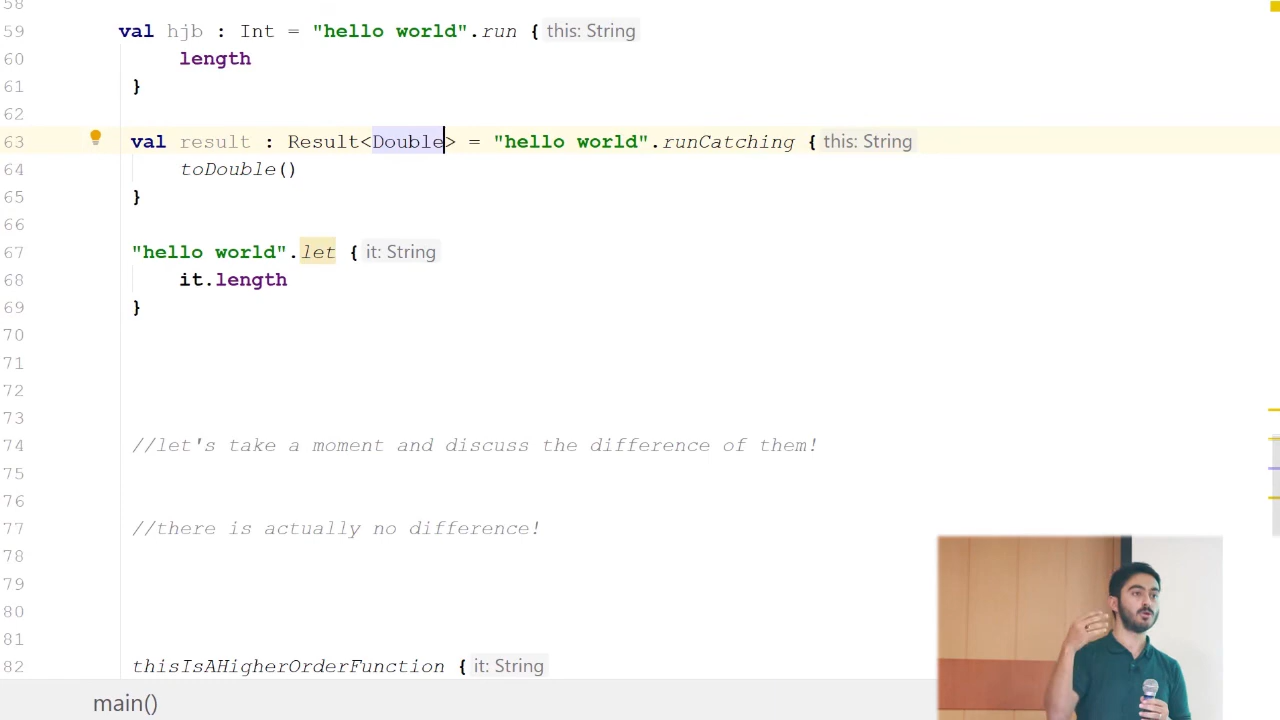 58
59 val hjb : Int = "hello world".run { this: String
60 length
61 }
62
63 val result : Result<Double> = "hello world".runCatching { this: String
64 toDouble()
65 }
66
67 "hello world".let { it: String
68 it.length
69 }
70
71
72
73
74 //let's take a moment and discuss the difference of them!
75
76
77 //there is actually no difference!
78
79
80
81
82 thisIsAHigherOrderFunction { it: String
main()